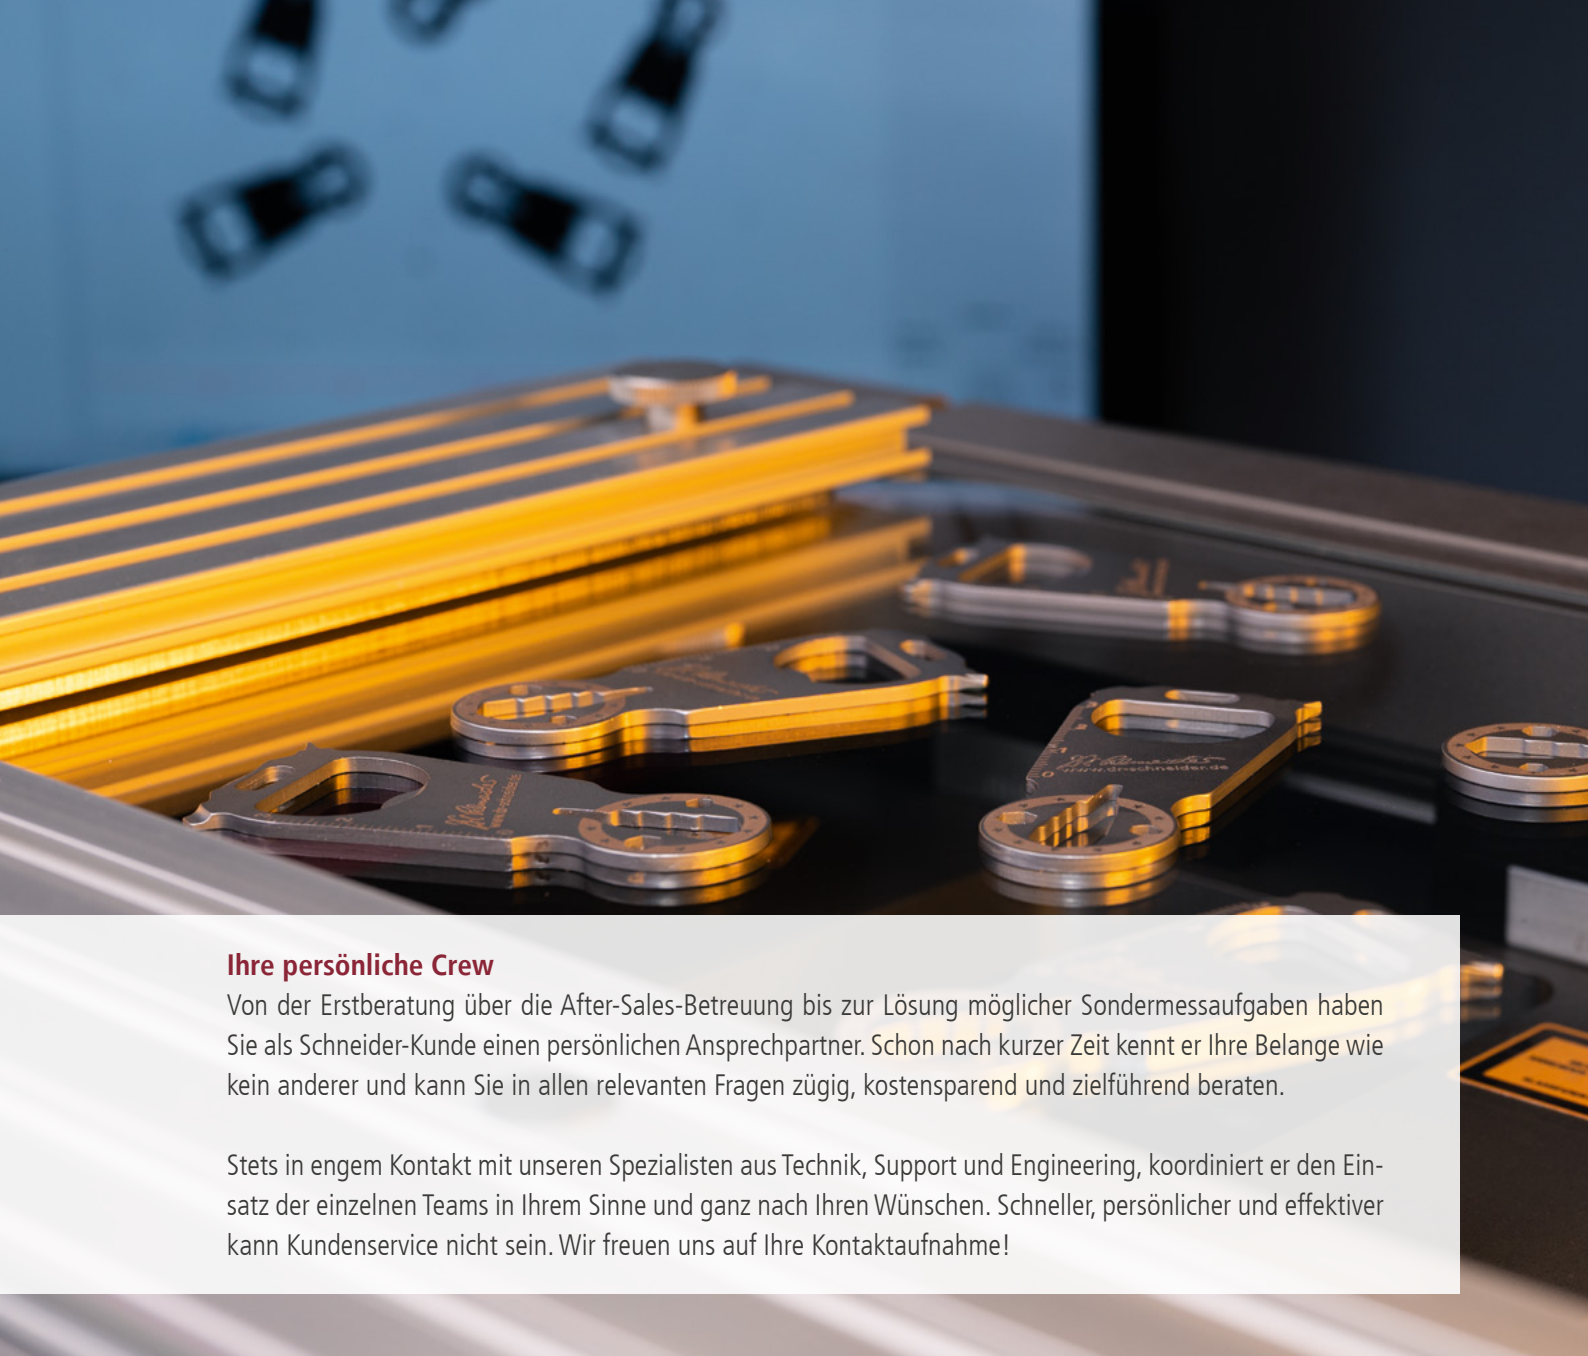 www.drschneider.de
Ihre persönliche Crew
Von der Erstberatung über die After-Sales-Betreuung bis zur Lösung möglicher Sondermessaufgaben haben
Sie als Schneider-Kunde einen persönlichen Ansprechpartner. Schon nach kurzer Zeit kennt er Ihre Belange wie
kein anderer und kann Sie in allen relevanten Fragen zügig, kostensparend und zielführend beraten.
Stets in engem Kontakt mit unseren Spezialisten aus Technik, Support und Engineering, koordiniert er den Ein-
satz der einzelnen Teams in Ihrem Sinne und ganz nach Ihren Wünschen. Schneller, persönlicher und effektiver
kann Kundenservice nicht sein. Wir freuen uns auf Ihre Kontaktaufnahme!